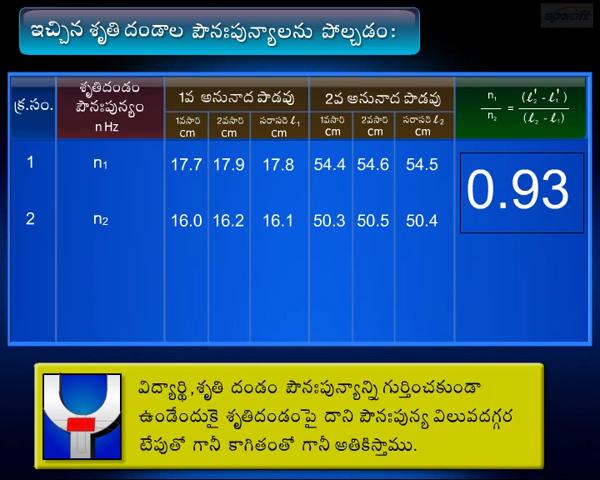 ఇచ్చిన శృతి దండాల పౌనఃపున్యాలను పోల్చడం:
క్ర.సం. శృతిదండం పౌనఃపున్యం n Hz 1వ అనునాద పొడవు 2వ అనునాద పొడవు n₁/n₂ = (ℓ₂' - ℓ₁')/(ℓ₂ - ℓ₁)
1వసారి cm 2వసారి cm సరాసరి ℓ₁ cm 1వసారి cm 2వసారి cm సరాసరి ℓ₂ cm
1 n₁ 17.7 17.9 17.8 54.4 54.6 54.5 0.93
2 n₂ 16.0 16.2 16.1 50.3 50.5 50.4
విద్యార్థి, శృతి దండం పౌనఃపున్యాన్ని గుర్తించకుండా
ఉండేందుకై శృతిదండంపై దాని పౌనఃపున్య విలువదగ్గర
టేపుతో గానీ కాగితంతో గానీ అతికిస్తాము.